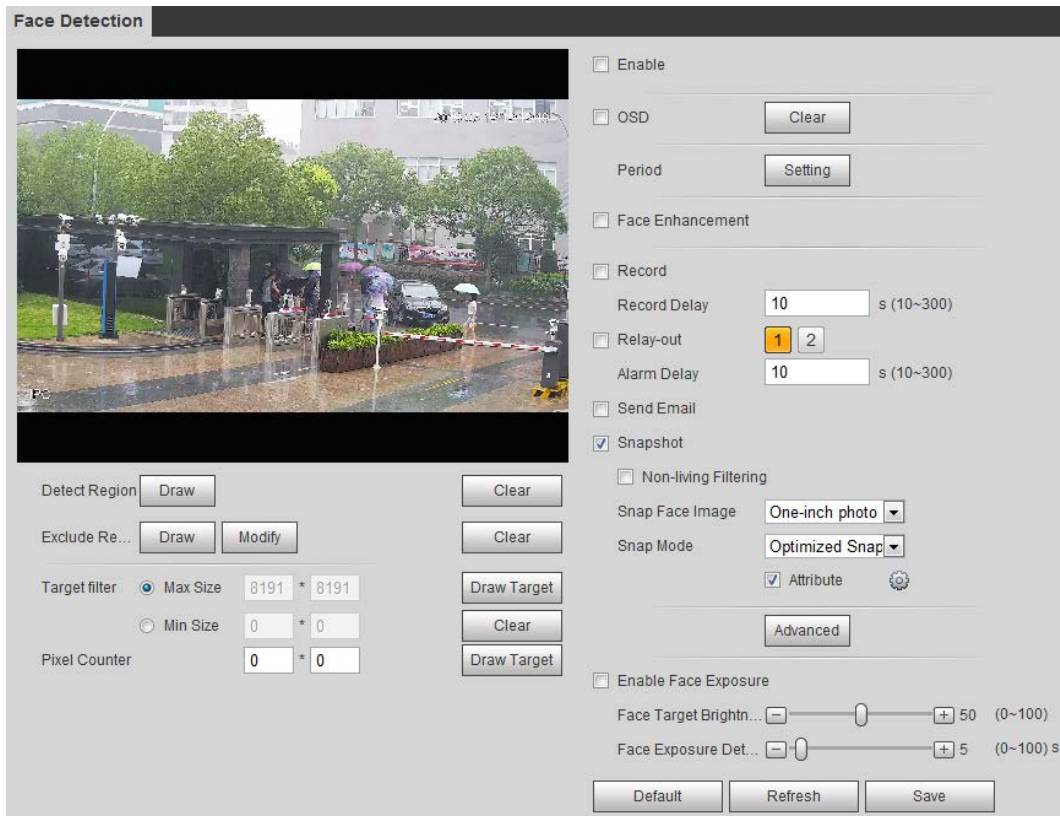 Face Detection
Enable
OSD Clear
Period Setting
Face Enhancement
Record
Record Delay 10 s (10~300)
Relay-out 1 2
Alarm Delay 10 s (10~300)
Send Email
Snapshot
Non-living Filtering
Snap Face Image One-inch photo
Snap Mode Optimized Snap
Attribute
Advanced
Enable Face Exposure
Face Target Brightn... 50 (0~100)
Face Exposure Det... 5 (0~100) s
Default Refresh Save
IPC
Detect Region Draw Clear
Exclude Re... Draw Modify Clear
Target filter Max Size 8191 * 8191 Draw Target
Min Size 0 * 0 Clear
Pixel Counter 0 * 0 Draw Target